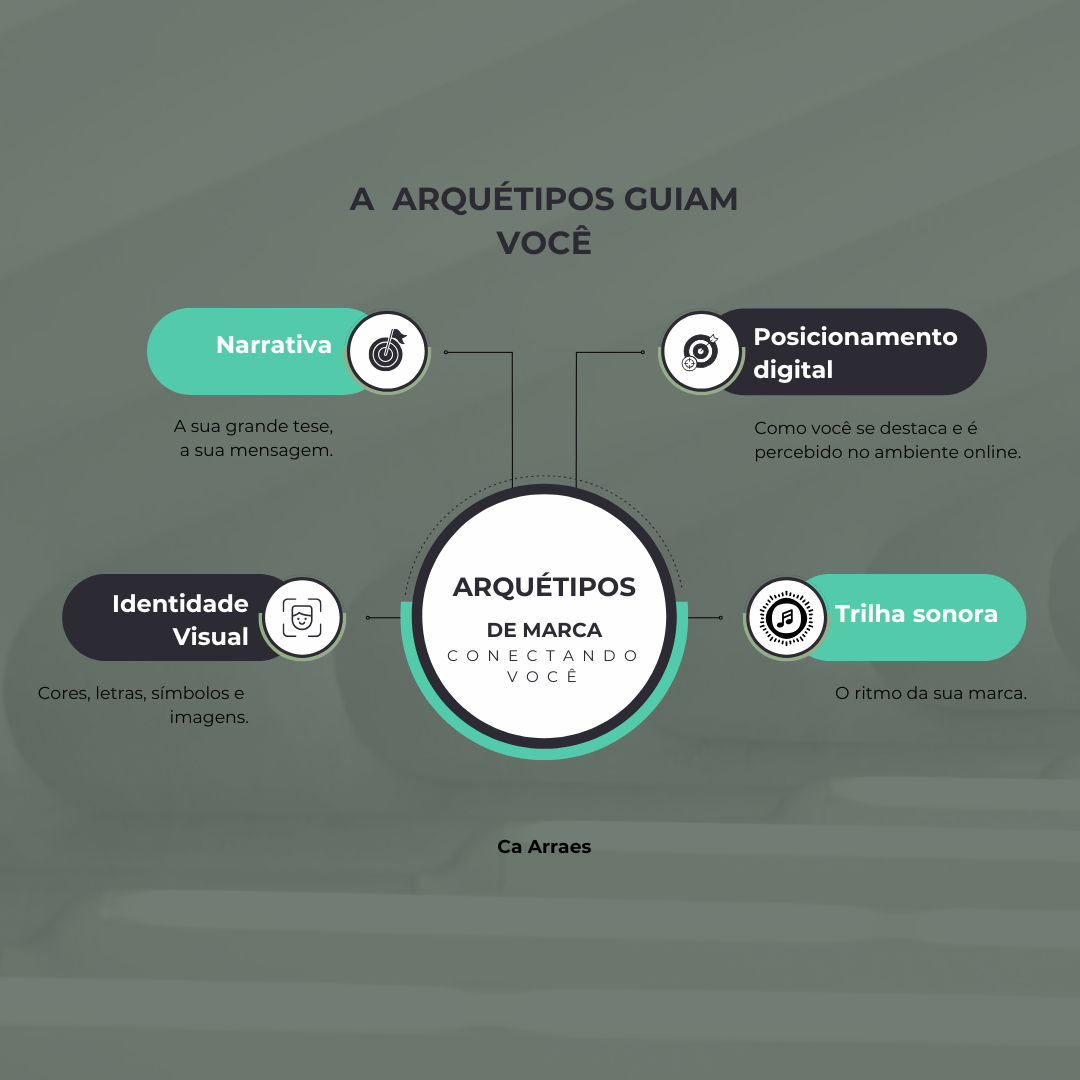 A  ARQUÉTIPOS GUIAM
VOCÊ
Narrativa
A sua grande tese,
a sua mensagem.
Posicionamento
digital
Como você se destaca e é
percebido no ambiente online.
ARQUÉTIPOS
DE MARCA
CONECTANDO
VOCÊ
Identidade
Visual
Cores, letras, símbolos e
imagens.
Trilha sonora
O ritmo da sua marca.
Ca Arraes